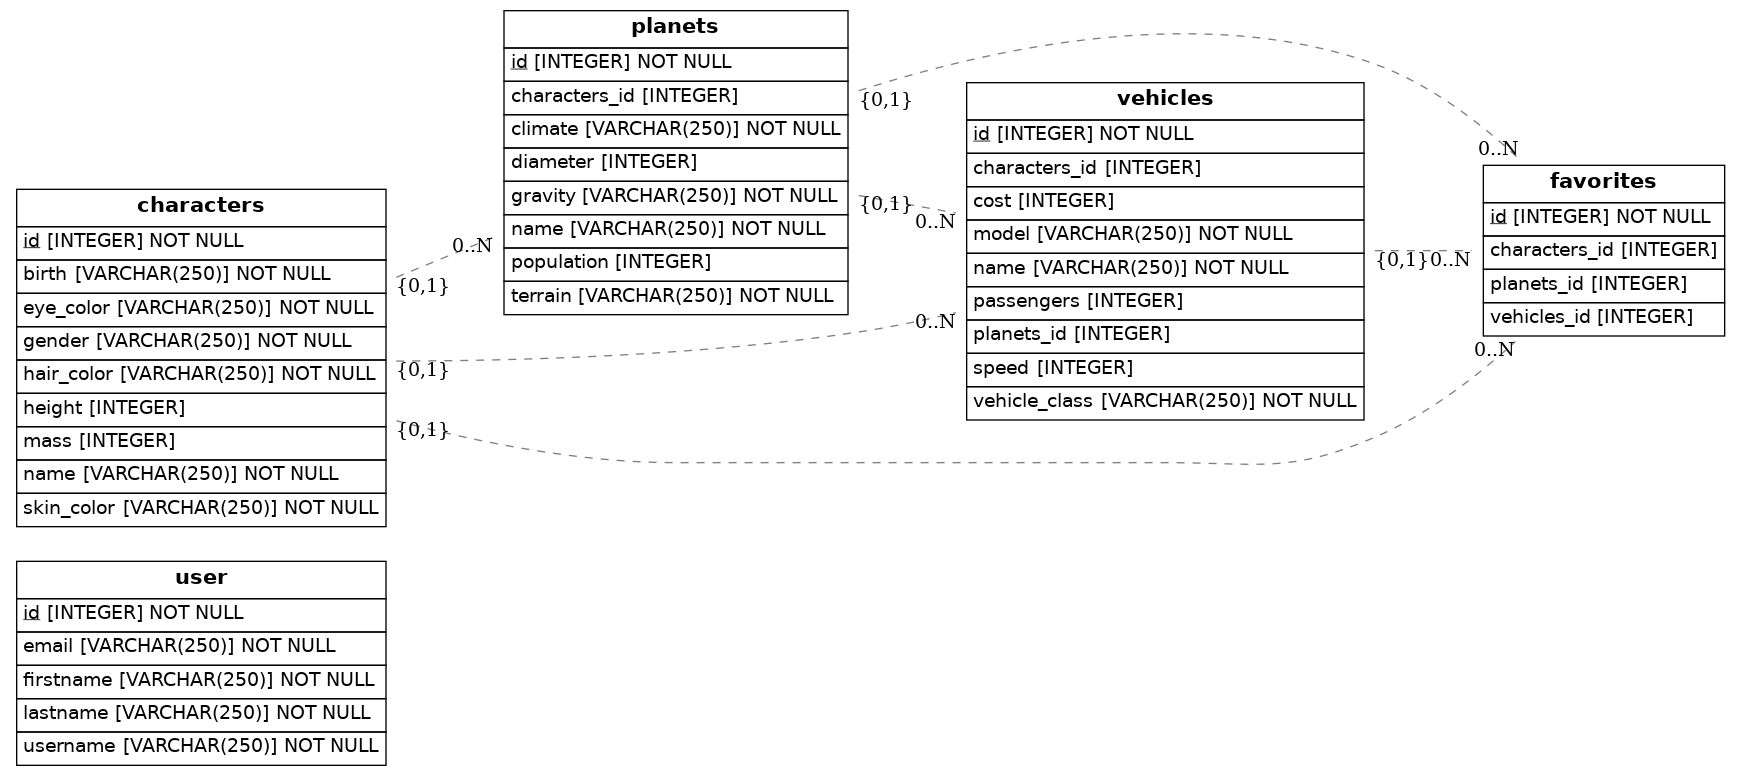 planets
id [INTEGER] NOT NULL
characters_id [INTEGER]
climate [VARCHAR(250)] NOT NULL
diameter [INTEGER]
gravity [VARCHAR(250)] NOT NULL
name [VARCHAR(250)] NOT NULL
population [INTEGER]
terrain [VARCHAR(250)] NOT NULL
{0,1}
{0,1}
vehicles
id [INTEGER] NOT NULL
characters_id [INTEGER]
cost [INTEGER]
model [VARCHAR(250)] NOT NULL
name [VARCHAR(250)] NOT NULL
passengers [INTEGER]
planets_id [INTEGER]
speed [INTEGER]
vehicle_class [VARCHAR(250)] NOT NULL
0..N
0..N
{0,1}
0..N
0..N
favorites
id [INTEGER] NOT NULL
characters_id [INTEGER]
planets_id [INTEGER]
vehicles_id [INTEGER]
0..N
characters
id [INTEGER] NOT NULL
birth [VARCHAR(250)] NOT NULL
eye_color [VARCHAR(250)] NOT NULL
gender [VARCHAR(250)] NOT NULL
hair_color [VARCHAR(250)] NOT NULL
height [INTEGER]
mass [INTEGER]
name [VARCHAR(250)] NOT NULL
skin_color [VARCHAR(250)] NOT NULL
0..N
{0,1}
{0,1}
{0,1}
user
id [INTEGER] NOT NULL
email [VARCHAR(250)] NOT NULL
firstname [VARCHAR(250)] NOT NULL
lastname [VARCHAR(250)] NOT NULL
username [VARCHAR(250)] NOT NULL